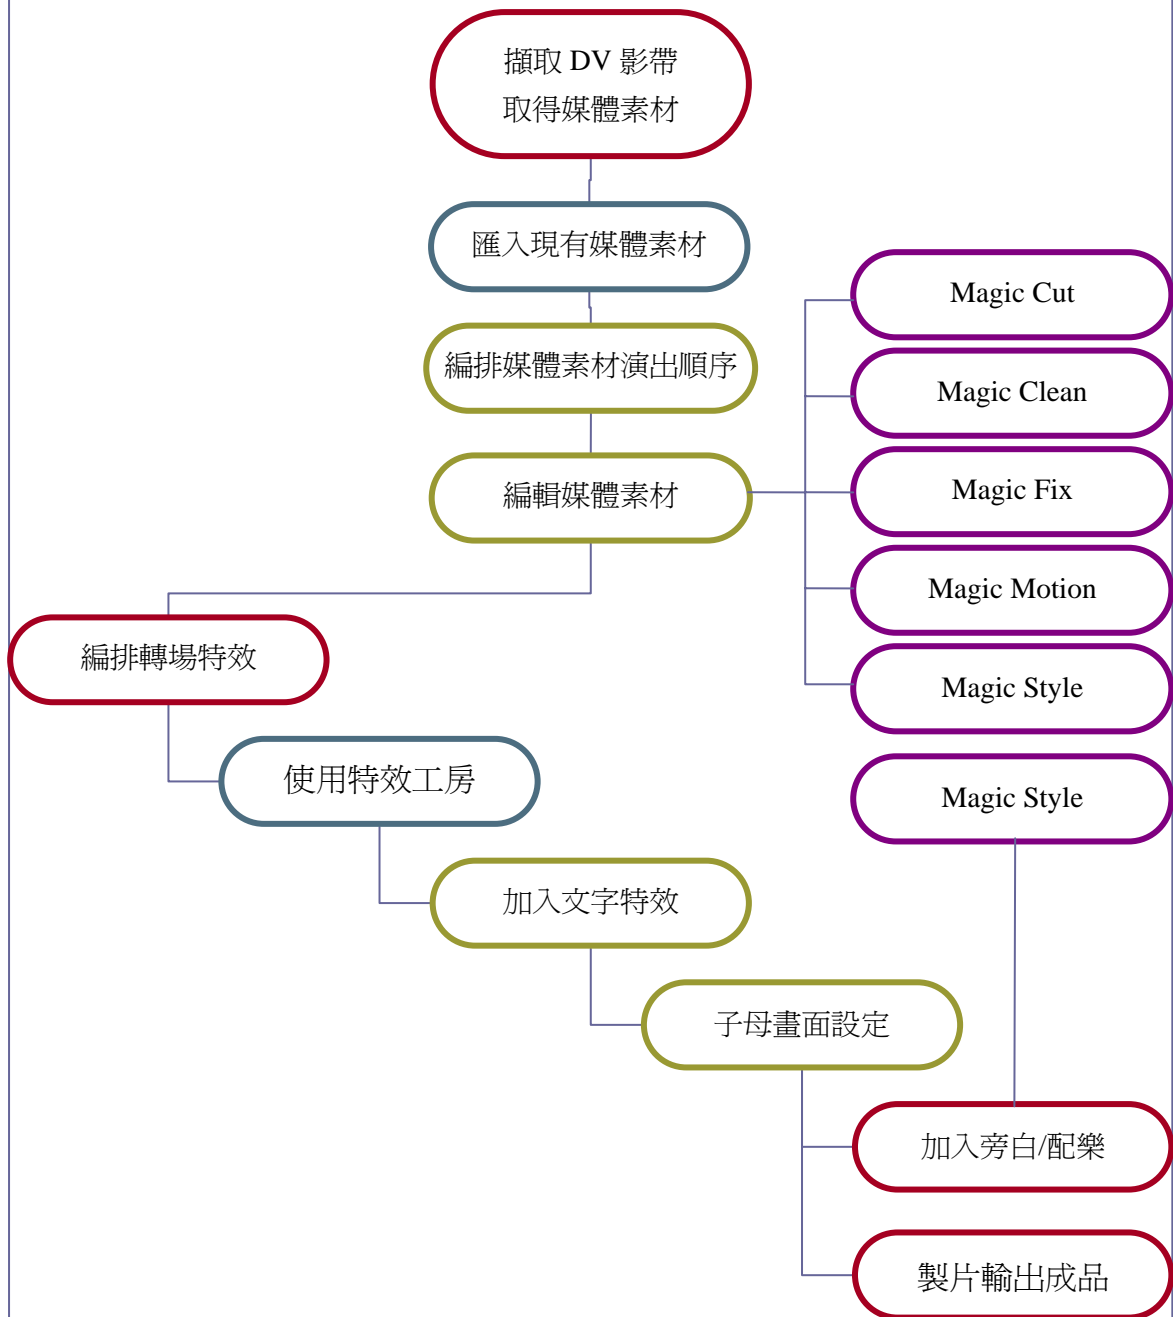 擷取 DV 影帶
取得媒體素材
匯入現有媒體素材
編排媒體素材演出順序
編輯媒體素材
Magic Cut
Magic Clean
Magic Fix
Magic Motion
Magic Style
編排轉場特效
使用特效工房
Magic Style
加入文字特效
子母畫面設定
加入旁白/配樂
製片輸出成品